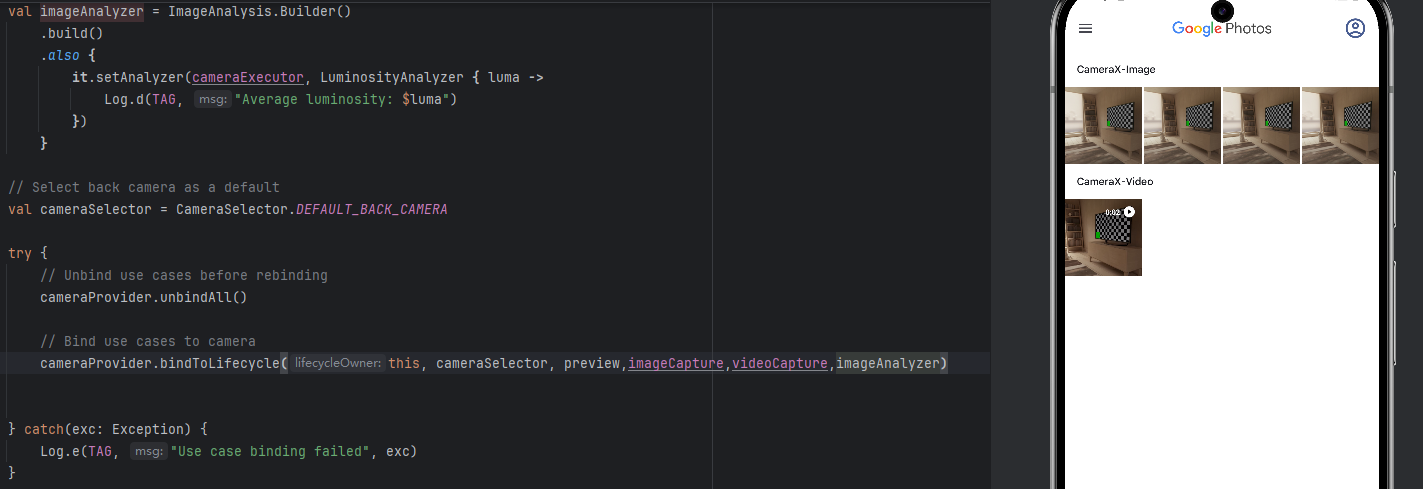 val imageAnalyzer = ImageAnalysis.Builder()
.build()
.also {
it.setAnalyzer(cameraExecutor, LuminosityAnalyzer { luma ->
Log.d(TAG, msg: "Average luminosity: $luma")
})
}
// Select back camera as a default
val cameraSelector = CameraSelector.DEFAULT_BACK_CAMERA
try {
// Unbind use cases before rebinding
cameraProvider.unbindAll()
// Bind use cases to camera
cameraProvider.bindToLifecycle( lifecycleOwner: this, cameraSelector, preview,imageCapture,videoCapture,imageAnalyzer)
} catch(exc: Exception) {
Log.e(TAG, msg: "Use case binding failed", exc)
}
Google Photos
CameraX-Image
CameraX-Video
0:02